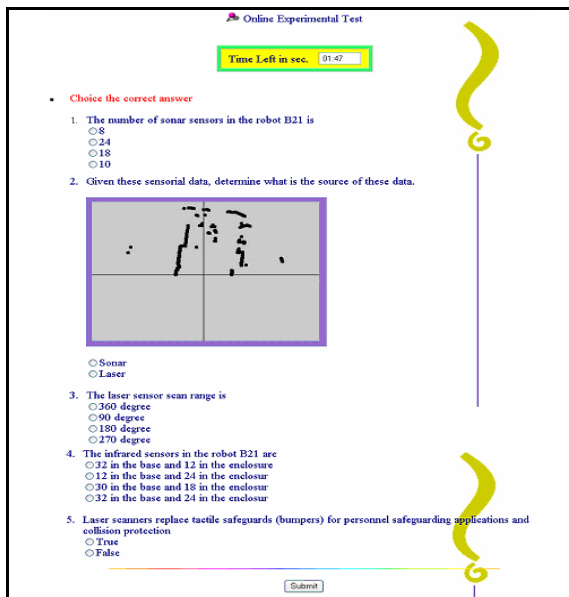 Online Experimental Test
Time Left in sec. 01:47
Choice the correct answer
1. The number of sonar sensors in the robot B21 is
8
24
18
10
2. Given these sensorial data, determine what is the source of these data.
Sonar
Laser
3. The laser sensor scan range is
360 degree
90 degree
180 degree
270 degree
4. The infrared sensors in the robot B21 are
32 in the base and 12 in the enclosure
12 in the base and 24 in the enclosur
30 in the base and 18 in the enclosur
32 in the base and 24 in the enclosur
5. Laser scanners replace tactile safeguards (bumpers) for personnel safeguarding applications and
collision protection
True
False
Submit